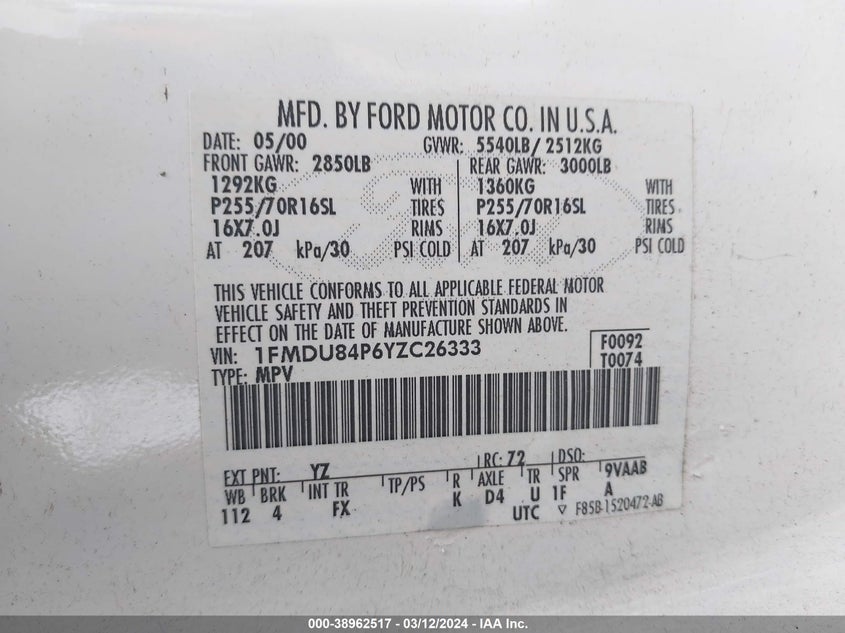 MFD. BY FORD MOTOR CO. IN U.S.A.
DATE: 05/00 GVWR: 5540LB/ 2512KG
FRONT GAWR: 2850LB REAR GAWR: 3000LB
1292KG WITH 1360KG WITH
P255/70R16SL TIRES P255/70R16SL TIRES
16X7.0J RIMS 16X7.0J RIMS
AT 207 kPa/30 PSI COLD AT 207 kPa/30 PSI COLD
THIS VEHICLE CONFORMS TO ALL APPLICABLE FEDERAL MOTOR
VEHICLE SAFETY AND THEFT PREVENTION STANDARDS IN
EFFECT ON THE DATE OF MANUFACTURE SHOWN ABOVE.
VIN: 1FMDU84P6YZC26333 F0092
TYPE: MPV T0074
EXT PNT: YZ RC: 72 DSO:
WB BRK INT TR TP/PS R AXLE TR SPR 9VAAB
112 4 FX K D4 U 1F A
UTC ▽ F85B-1520472-AB
000-38962517 - 03/12/2024 - IAA Inc.